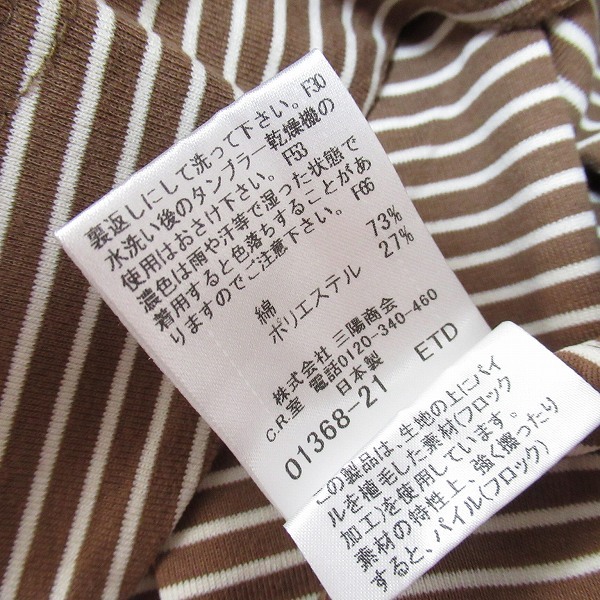 裏返しにして洗って下さい。F30
水洗い後のタンブラー乾燥機の
使用はおさけ下さい。F53
濃色は雨や汗等で湿った状態で
着用すると色落ちすることがあ
りますのでご注意下さい。F66
綿 73%
ポリエステル 27%
株式会社 三陽商会
C.R室 電話0120-340-460
日本製
01368-21 ETD
この製品は、生地の上にパイ
ルを植毛した素材(フロック
加工)を使用しています。
素材の特性上、強く擦ったり
すると、パイル(フロック)